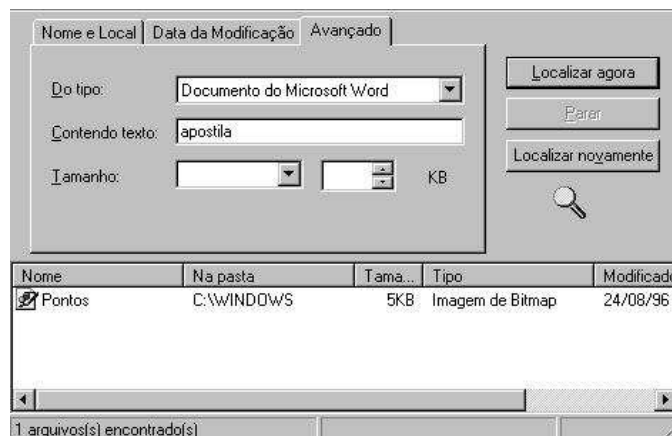 Nome e Local Data da Modificação Avançado
Do tipo: Documento do Microsoft Word
Contendo texto: apostila
Tamanho: KB
Localizar agora
Parar
Localizar novamente
Nome Na pasta Tama... Tipo Modificado
Pontos C:\WINDOWS 5KB Imagem de Bitmap 24/08/96
1 arquivos(s) encontrado(s)